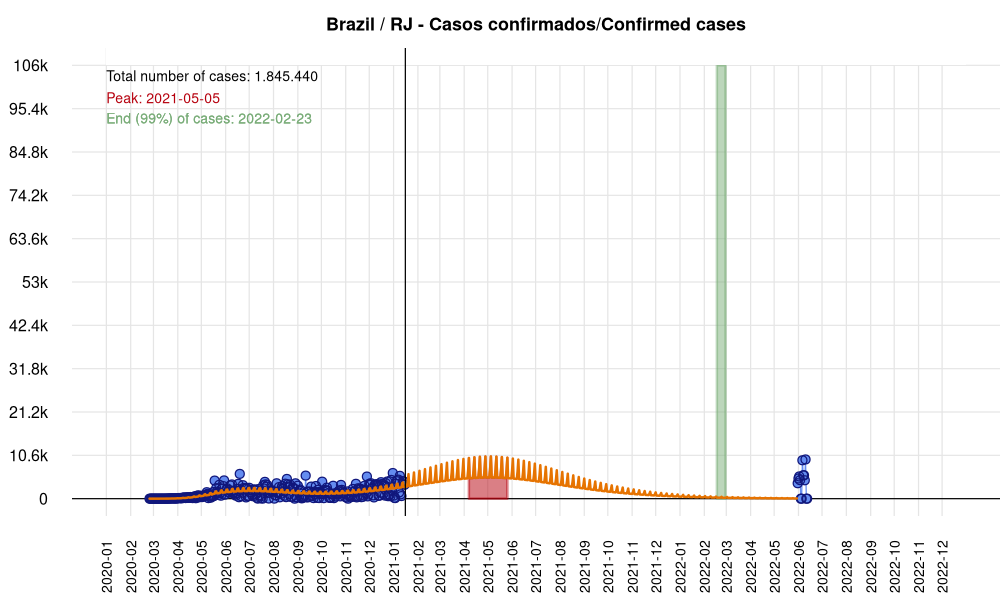 Brazil / RJ - Casos confirmados/Confirmed cases
Total number of cases: 1.845.440
Peak: 2021-05-05
End (99%) of cases: 2022-02-23
106k
95.4k
84.8k
74.2k
63.6k
53k
42.4k
31.8k
21.2k
10.6k
0
2020-01
2020-02
2020-03
2020-04
2020-05
2020-06
2020-07
2020-08
2020-09
2020-10
2020-11
2020-12
2021-01
2021-02
2021-03
2021-04
2021-05
2021-06
2021-07
2021-08
2021-09
2021-10
2021-11
2021-12
2022-01
2022-02
2022-03
2022-04
2022-05
2022-06
2022-07
2022-08
2022-09
2022-10
2022-11
2022-12